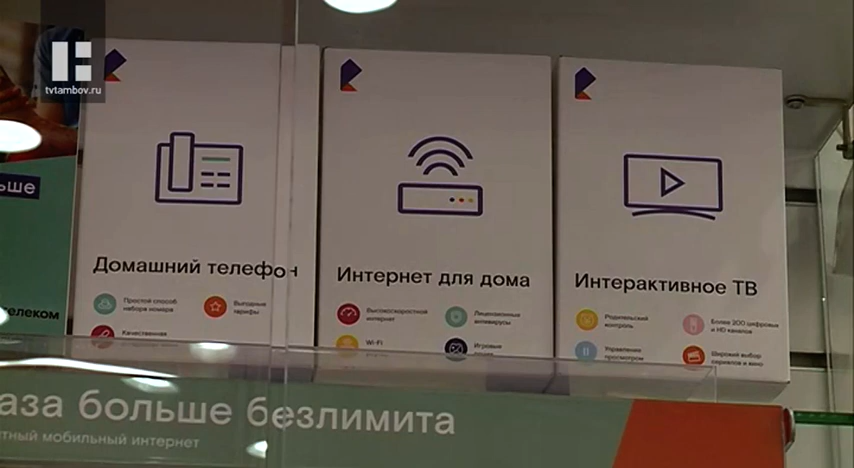 tvtambov.ru
ьше
телеком
Домашний телефон
Простой способ
набора номера
Выгодные
тарифы
Качественная
Интернет для дома
Высокоскоростной
интернет
Лицензионные
антивирусы
Wi-Fi
Игровые
Интерактивное ТВ
Родительский
контроль
Более 200 цифровых
и HD каналов
Управление
просмотром
Широкий выбор
сериалов и кино
аза больше безлимита
тный мобильный интернет